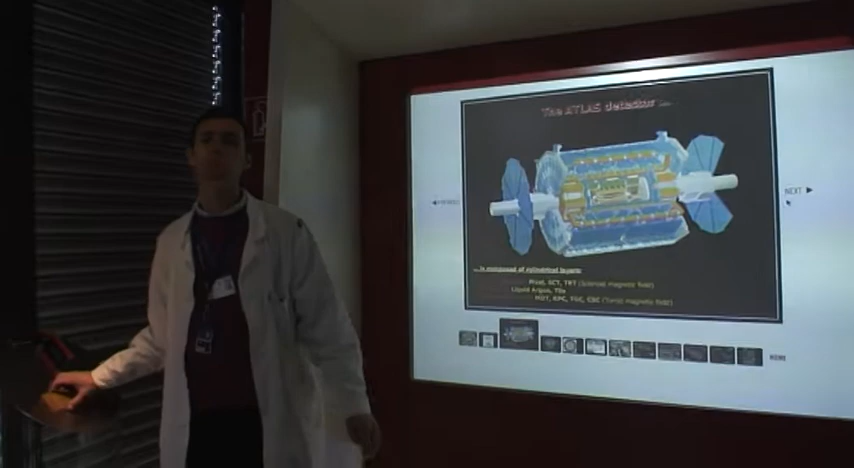 The ATLAS detector ...
... is composed of cylindrical layers:
Pixel, SCT, TRT (Solenoid magnetic field)
Liquid Argon, Tile
MDT, RPC, TGC, CSC (Toroid magnetic field)
NEXT